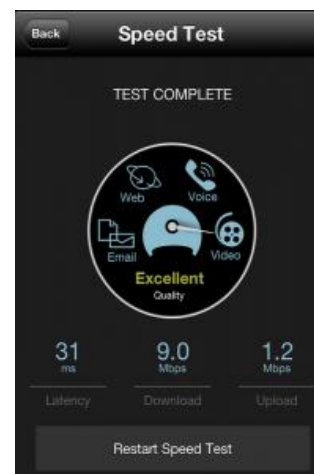 Back
Speed Test
TEST COMPLETE
Web
Voice
Email
Video
Excellent
Quality
31
9.0
1.2
ms
Mbps
Mbps
Latency
Download
Upload
Restart Speed Test